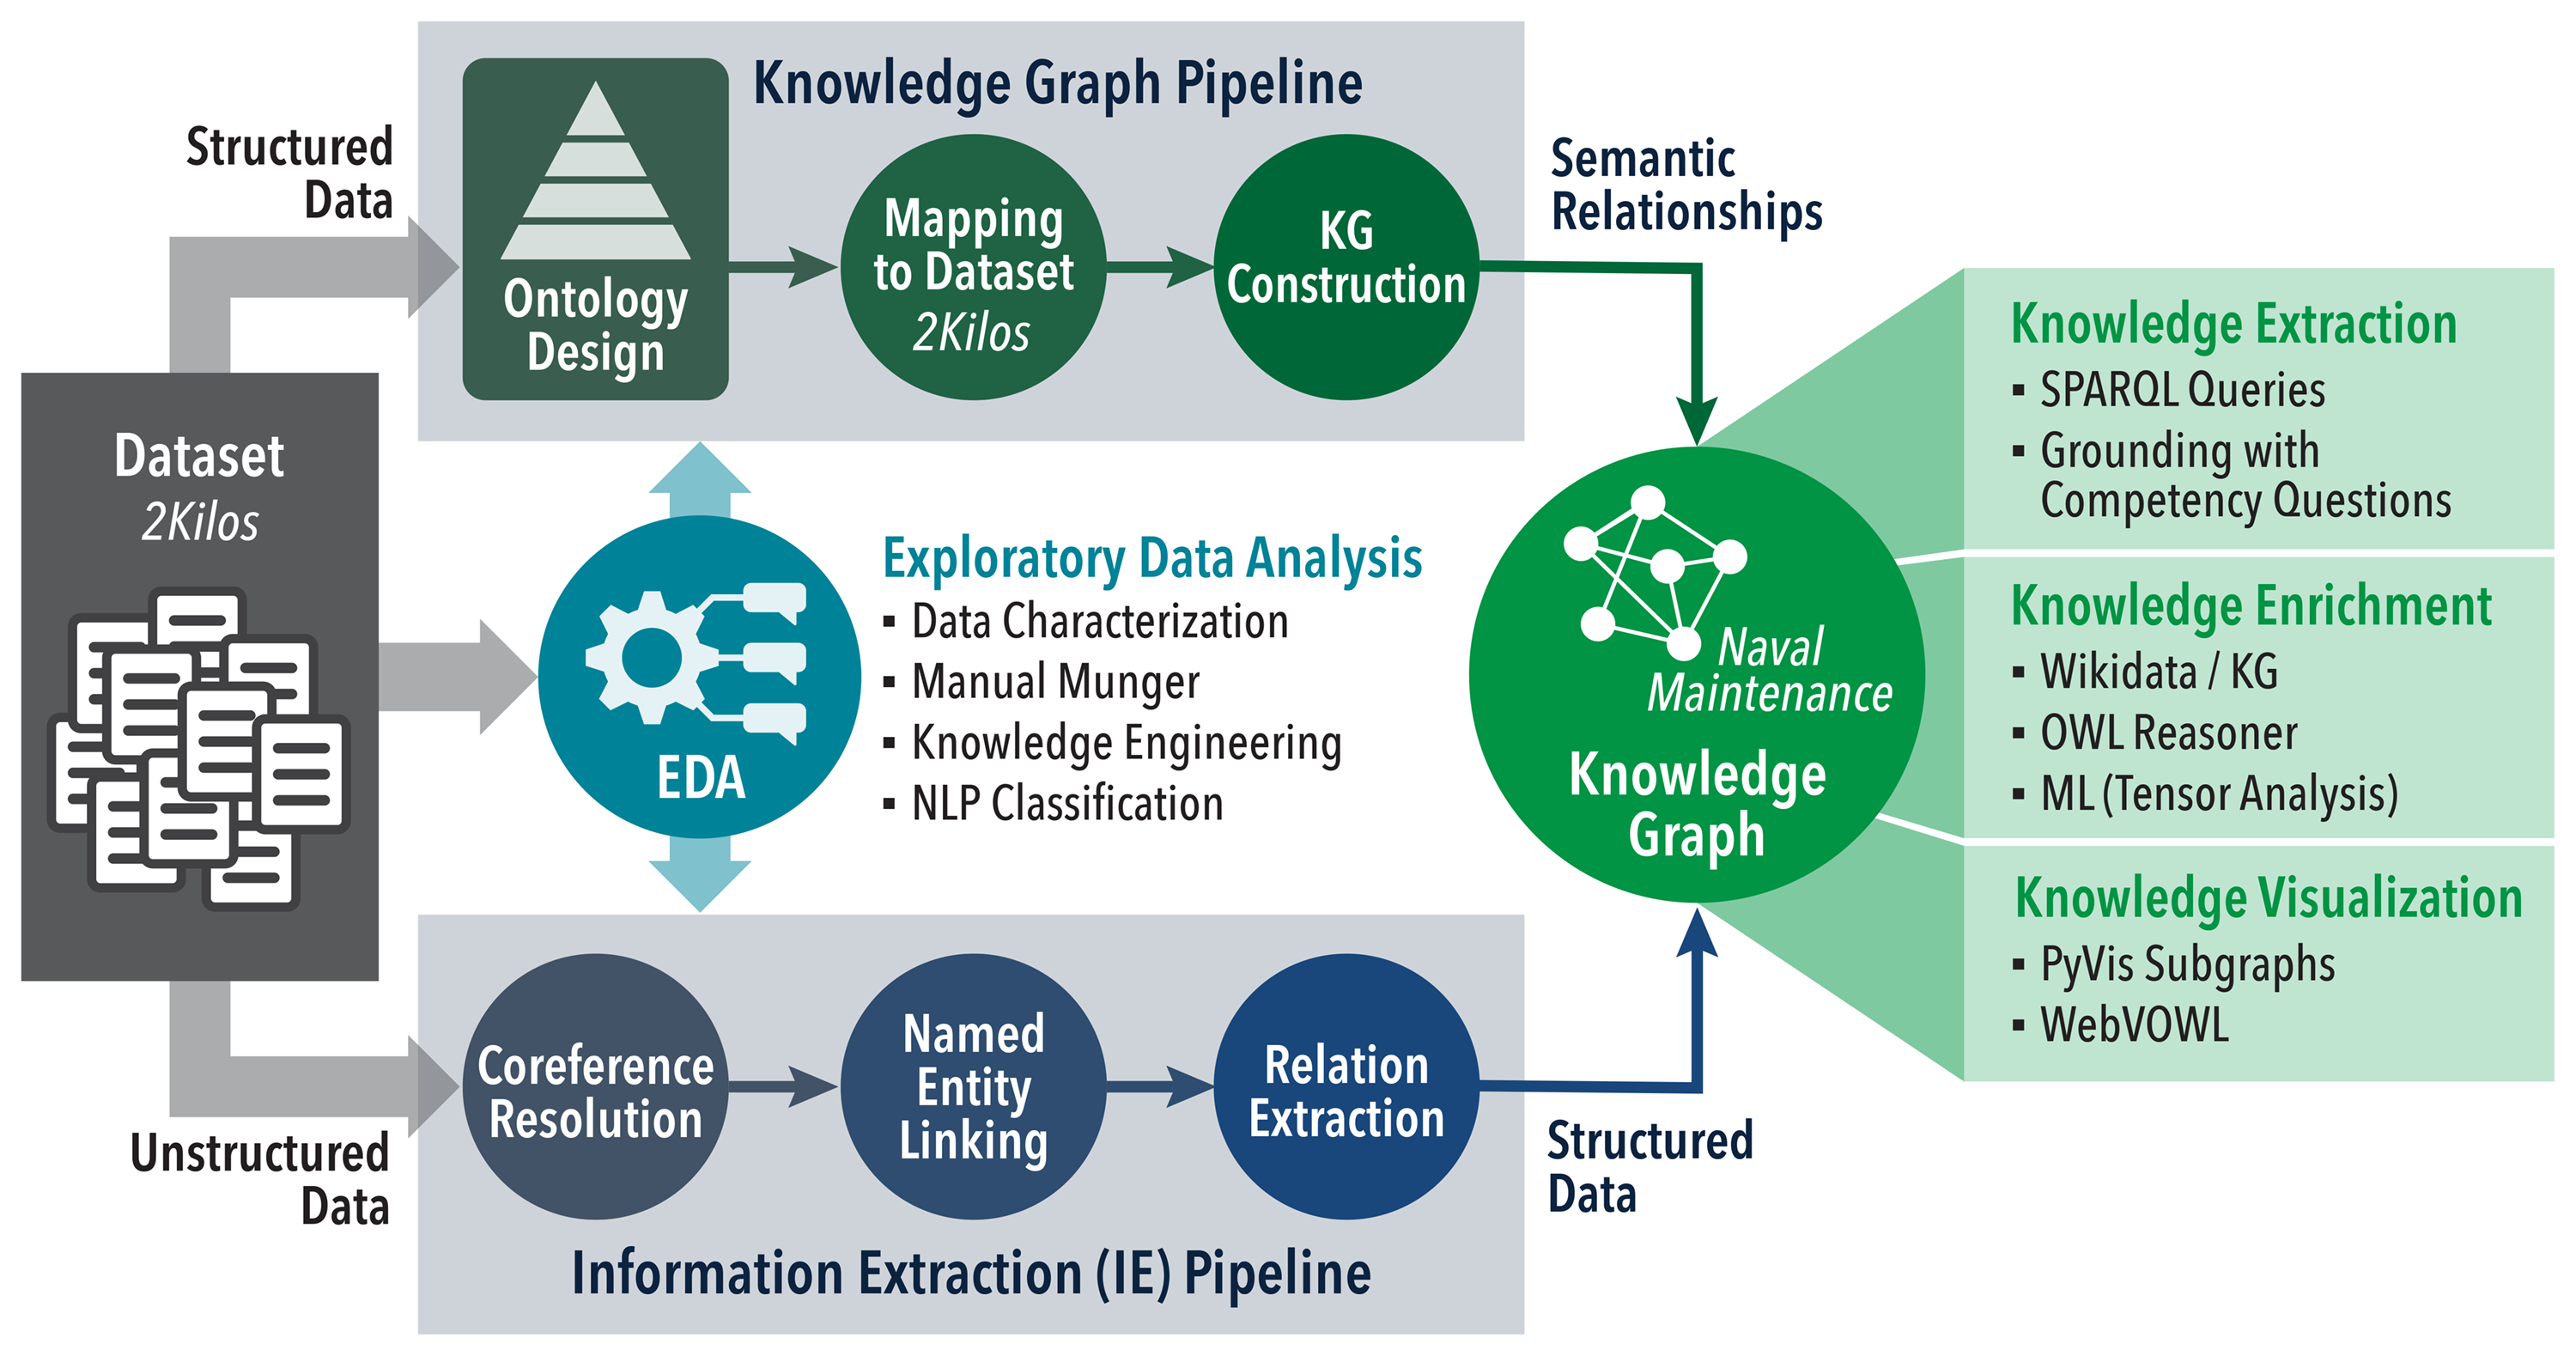 Knowledge Graph Pipeline
Structured
Data
Ontology
Design
Mapping
to Dataset
2Kilos
KG
Construction
Semantic
Relationships
Dataset
2Kilos
EDA
Exploratory Data Analysis
▪ Data Characterization
▪ Manual Munger
▪ Knowledge Engineering
▪ NLP Classification
Naval
Maintenance
Knowledge
Graph
Knowledge Extraction
▪ SPARQL Queries
▪ Grounding with
Competency Questions
Knowledge Enrichment
▪ Wikidata / KG
▪ OWL Reasoner
▪ ML (Tensor Analysis)
Knowledge Visualization
▪ PyVis Subgraphs
▪ WebVOWL
Unstructured
Data
Coreference
Resolution
Named
Entity
Linking
Relation
Extraction
Structured
Data
Information Extraction (IE) Pipeline